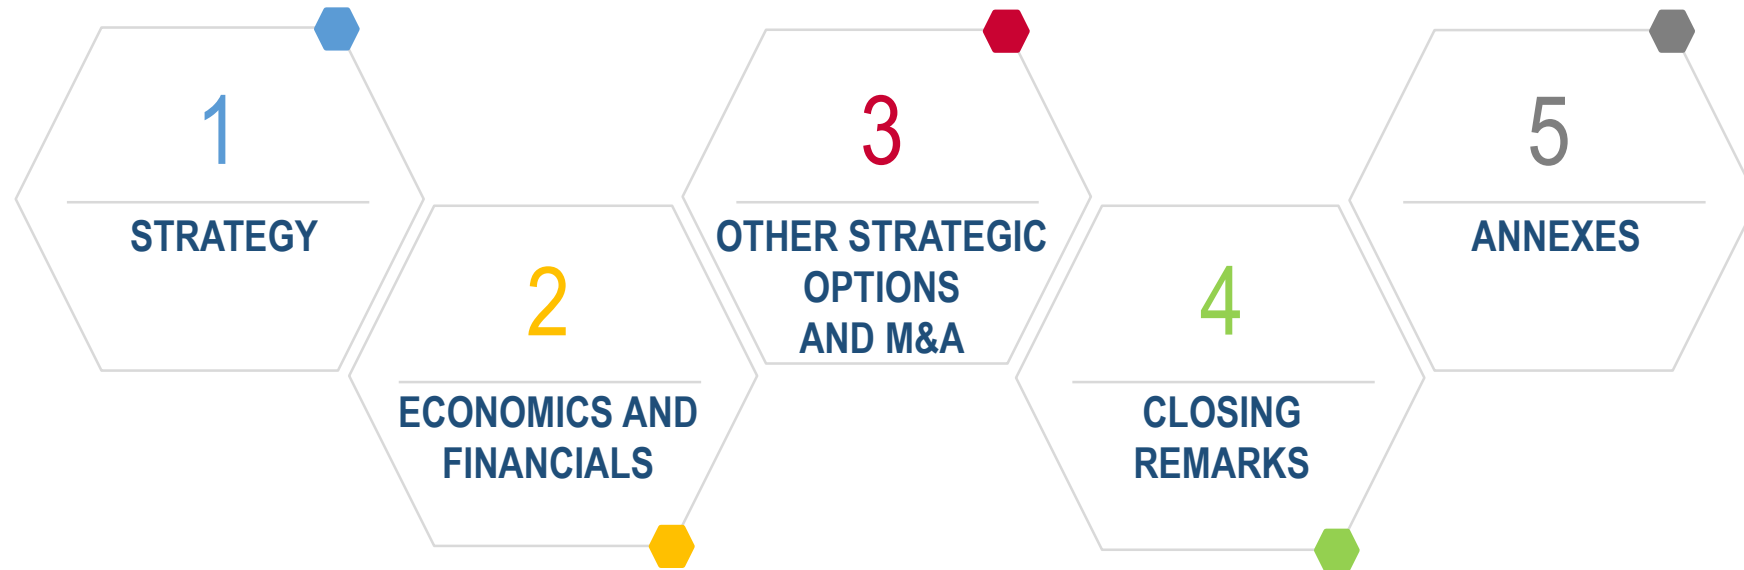 1
STRATEGY
2
ECONOMICS AND
FINANCIALS
3
OTHER STRATEGIC
OPTIONS
AND M&A
4
CLOSING
REMARKS
5
ANNEXES